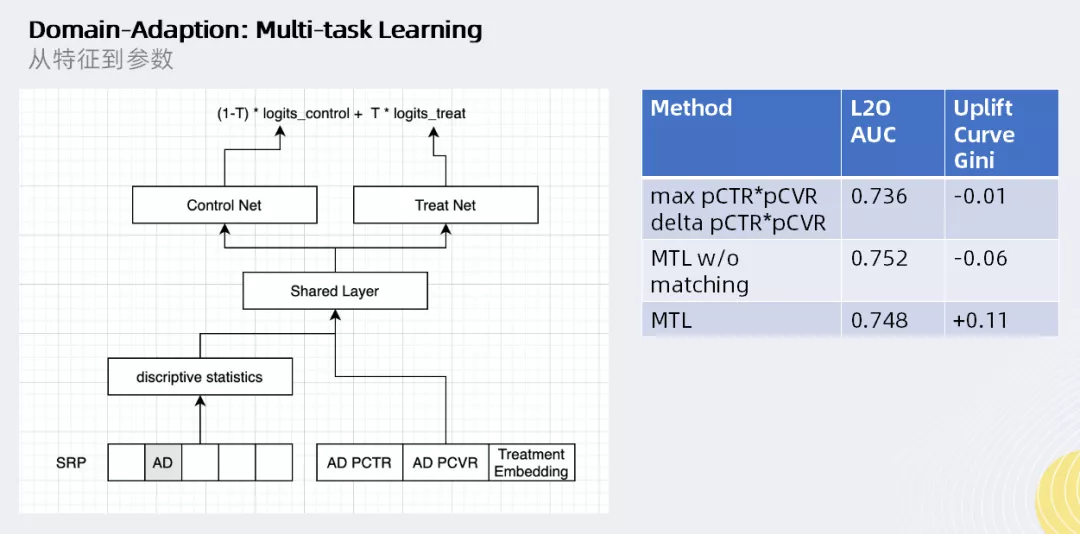 Domain-Adaption: Multi-task Learning
从特征到参数
(1-T) * logits_control + T * logits_treat
Control Net
Treat Net
Shared Layer
discriptive statistics
SRP
AD
AD PCTR
AD PCVR
Treatment
Embedding
Method
L2O
AUC
Uplift
Curve
Gini
max pCTR*pCVR
delta pCTR*pCVR
0.736
-0.01
MTL w/o
matching
0.752
-0.06
MTL
0.748
+0.11